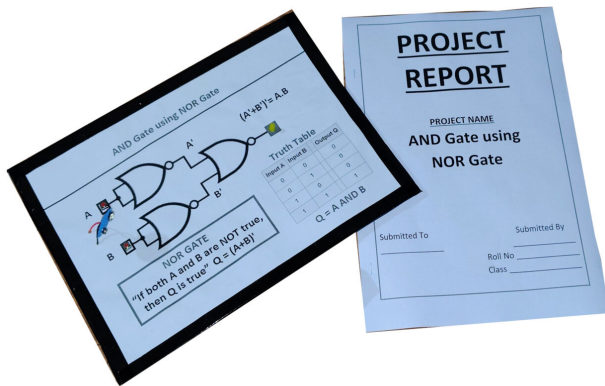 AND Gate using NOR Gate
(A'+B')'= A.B
A'
A
B'
B
Truth Table
Input A Input B Output Q
0 0 0
0 1 0
1 0 0
1 1 1
Q = A AND B
NOR GATE
"If both A and B are NOT true,
then Q is true" Q = (A+B)'
PROJECT
REPORT
PROJECT NAME
AND Gate using
NOR Gate
Submitted To
Submitted By
Roll No
Class